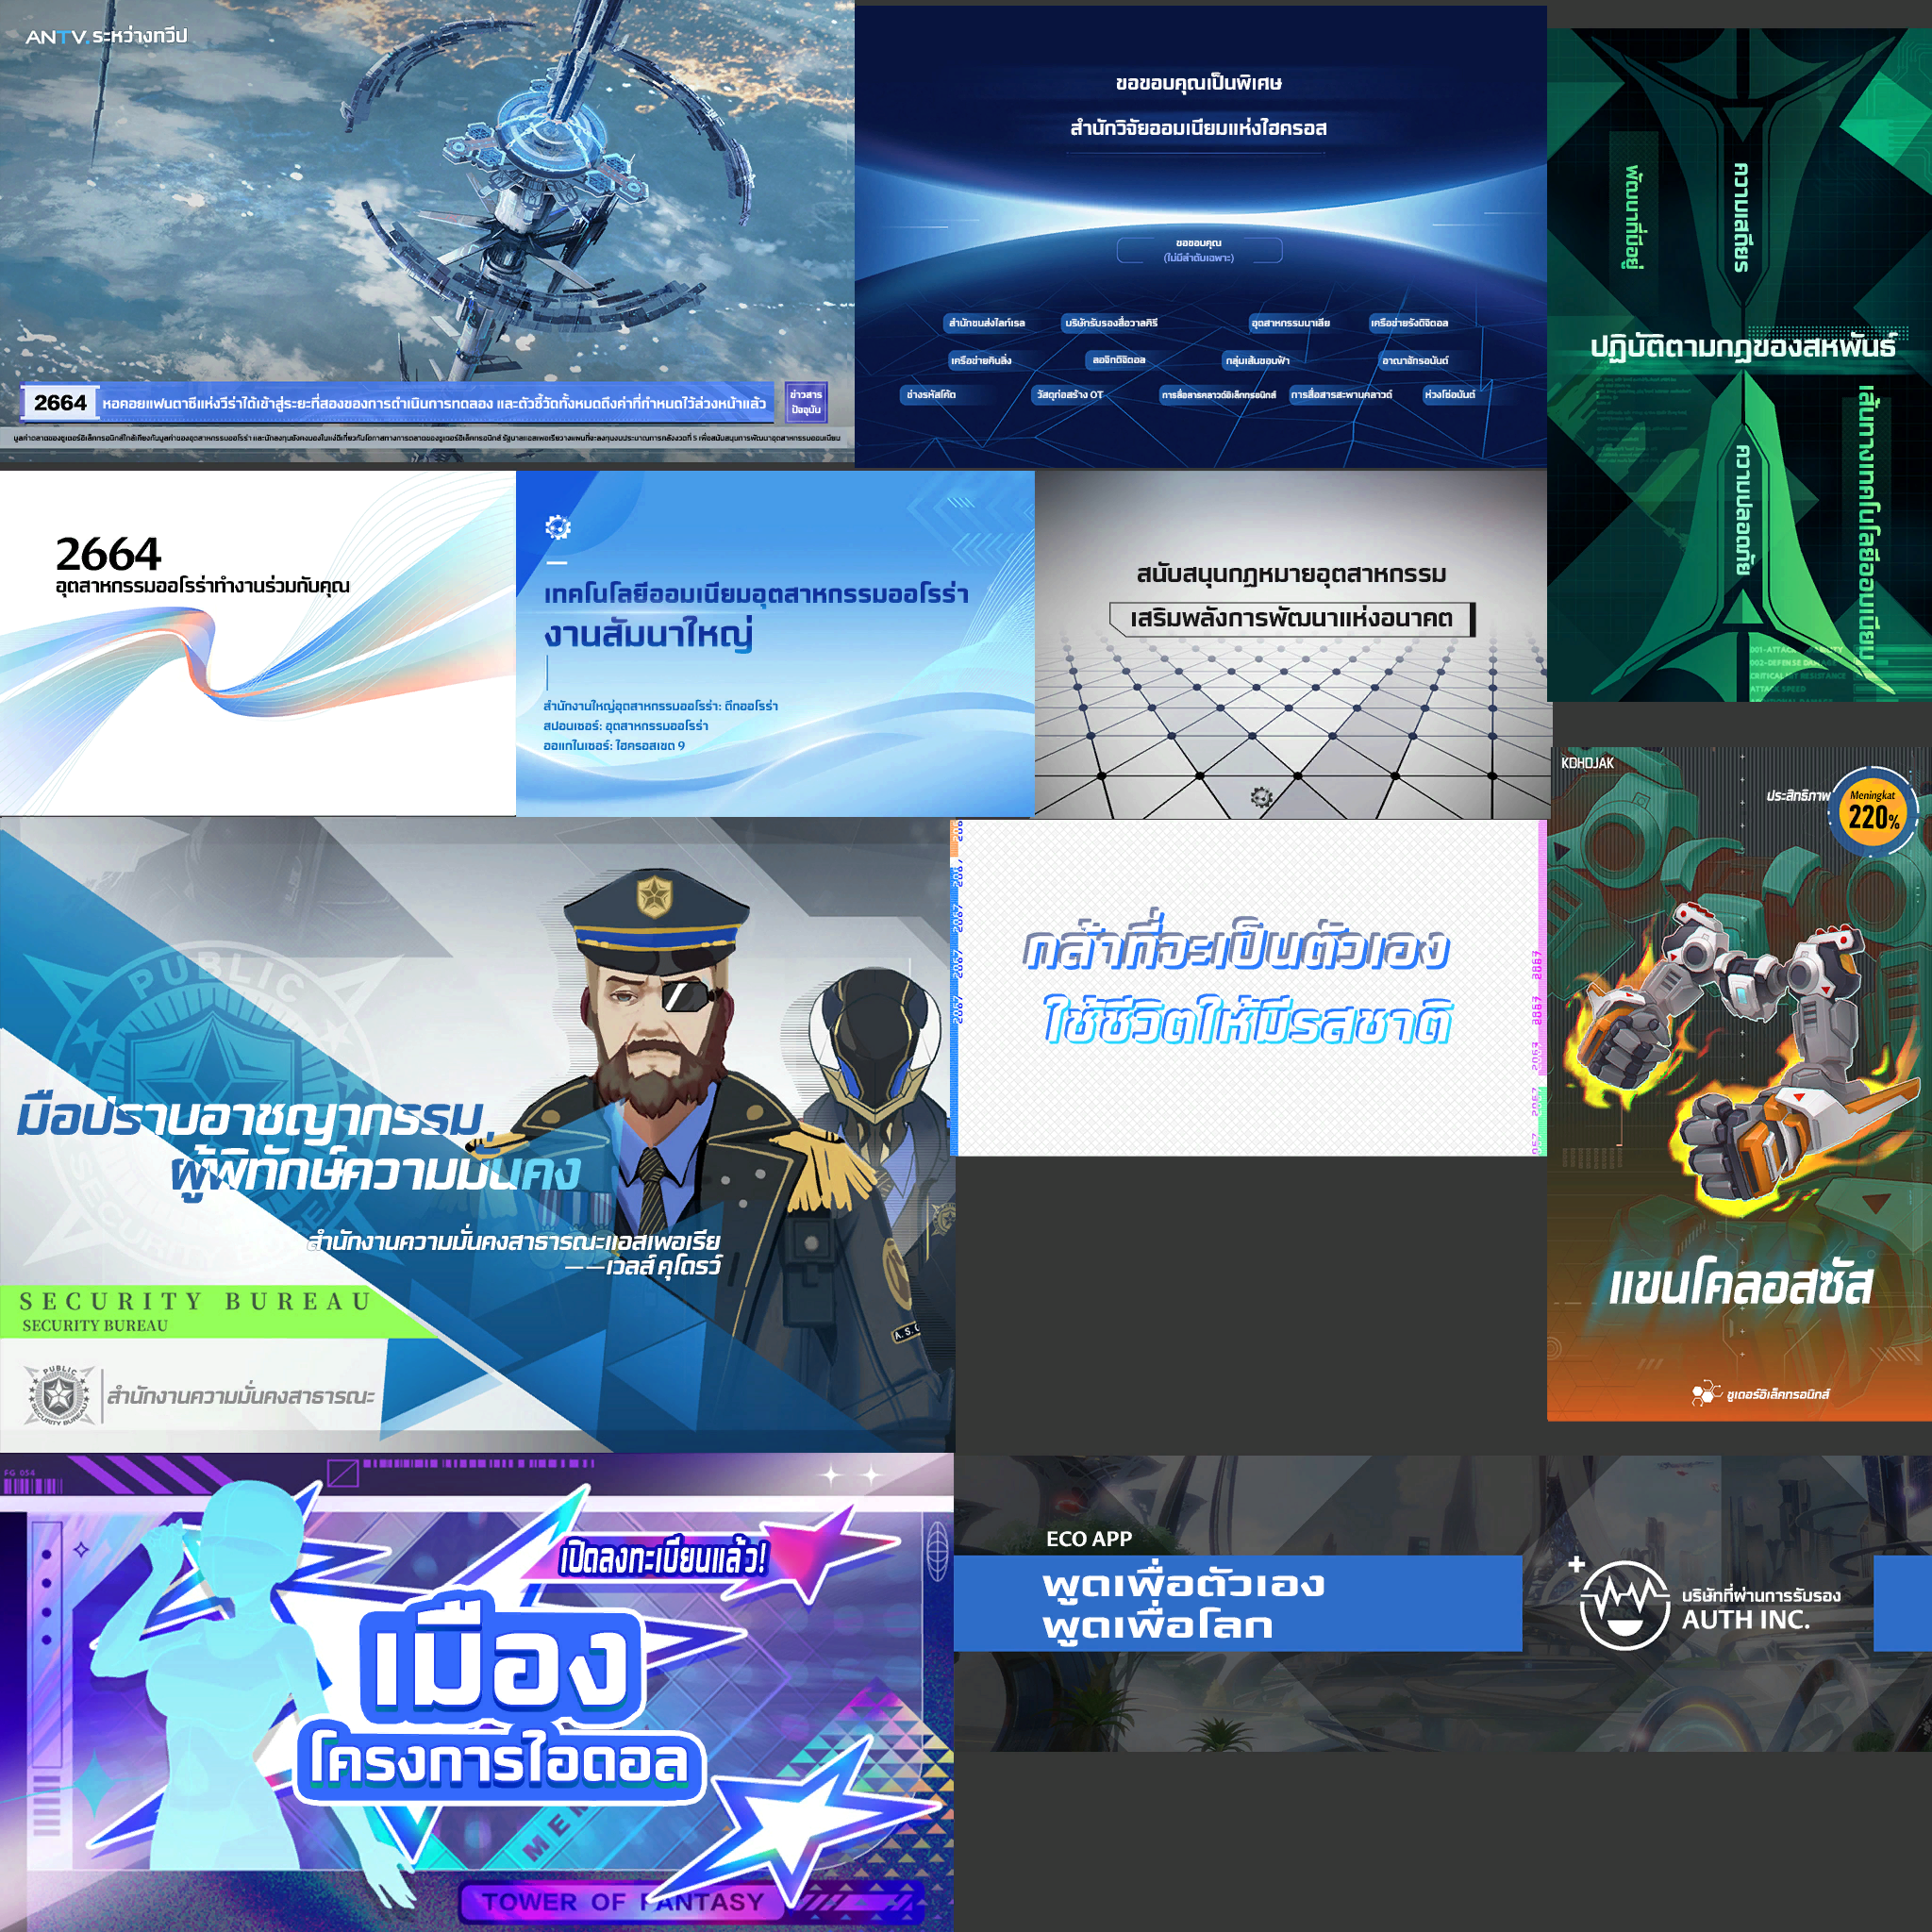 ANTV. ระหว่างทวีป
2664 หอคอยแฟนตาซีแห่งวีร่าได้เข้าสู่ระยะที่สองของการดำเนินการทดลอง และตัวชี้วัดทั้งหมดถึงค่าที่กำหนดไว้ล่วงหน้าแล้ว
ข่าวสาร
ปัจจุบัน
ขอขอบคุณเป็นพิเศษ
สำนักวิจัยออมเนียมแห่งไฮครอส
ขอขอบคุณ
(ไม่มีลำดับเฉพาะ)
สำนักขนส่งไลท์เรล บริษัทรับรองสื่อวาลคิรี อุตสาหกรรมนาเลีย เครือข่ายรังดิจิตอล
เครือข่ายคินลิ่ง ลอจิกดิจิตอล กลุ่มเส้นขอบฟ้า อาณาจักรอนันต์
ช่างรหัสโค้ด วัสดุก่อสร้าง OT การสื่อสารคลาวด์อิเล็กทรอนิกส์ การสื่อสารสะพานคลาวด์ ห่วงโซ่อนันต์
พัฒนาที่มีอยู่
ความเสถียร
ปฏิบัติตามกฎของสหพันธ์
ความปลอดภัย
เส้นทางเทคโนโลยีออมเนียม
CRITICAL HIT RESISTANCE
ATTACK SPEED
2664
อุตสาหกรรมออโรร่าทำงานร่วมกับคุณ
เทคโนโลยีออมเนียมอุตสาหกรรมออโรร่า
งานสัมนาใหญ่
สำนักงานใหญ่อุตสาหกรรมออโรร่า: ตึกออโรร่า
สปอนเซอร์: อุตสาหกรรมออโรร่า
ออแกไนเซอร์: ไฮครอสเขต 9
สนับสนุนกฎหมายอุตสาหกรรม
เสริมพลังการพัฒนาแห่งอนาคต
KOHOJAK
ประสิทธิภาพ
Meningkat
220%
แขนโคลอสซัส
ชูเตอร์อิเล็คทรอนิกส์
PUBLIC
มือปราบอาชญากรรม,
ผู้พิทักษ์ความมั่นคง
สำนักงานความมั่นคงสาธารณะแอสเพอเรีย
——เวลส์ คุโดรว์
SECURITY BUREAU
SECURITY BUREAU
PUBLIC
SECURITY BUREAU
สำนักงานความมั่นคงสาธารณะ
กล้าที่จะเป็นตัวเอง
ใช้ชีวิตให้มีรสชาติ
FG 054
เปิดลงทะเบียนแล้ว!
เมือง
โครงการไอดอล
TOWER OF FANTASY
ECO APP
พูดเพื่อตัวเอง
พูดเพื่อโลก
บริษัทที่ผ่านการรับรอง
AUTH INC.